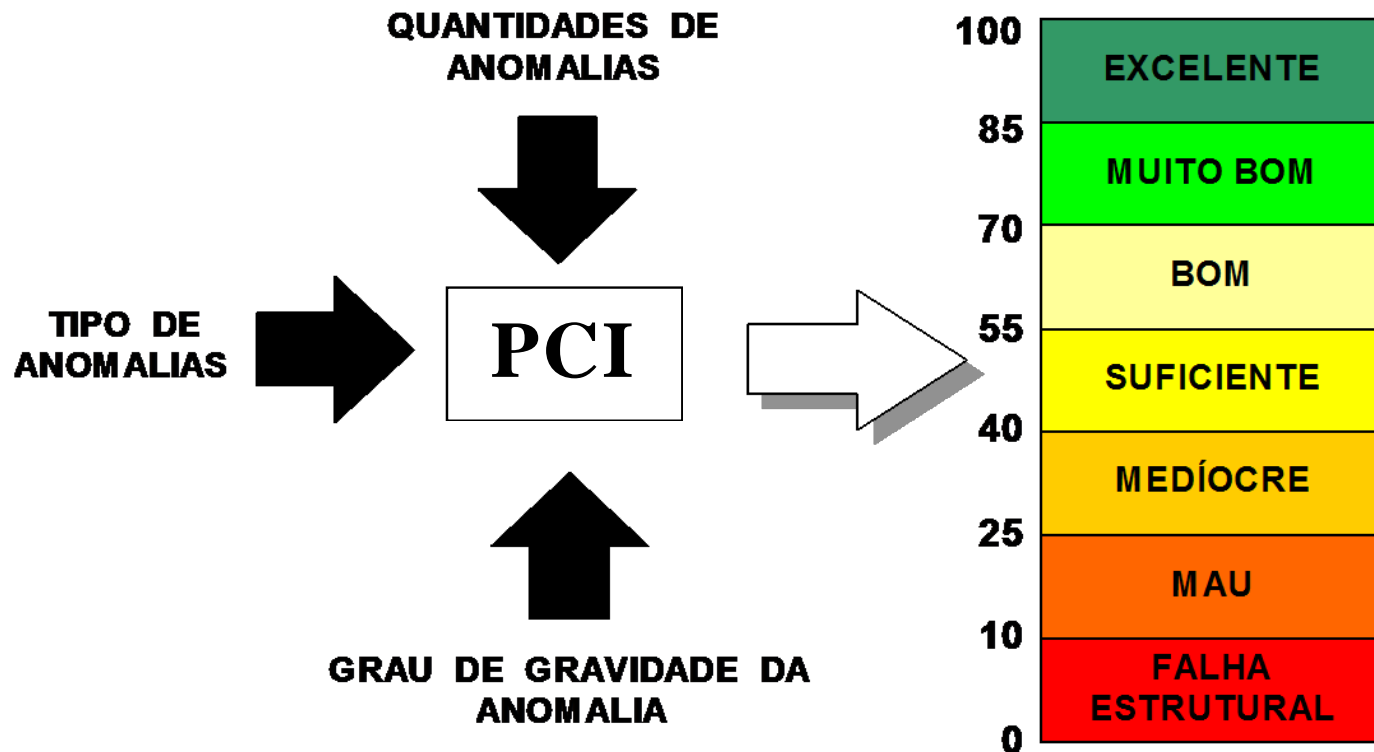 QUANTIDADES DE
ANOMALIAS
TIPO DE
ANOMALIAS
PCI
GRAU DE GRAVIDADE DA
ANOMALIA
100
EXCELENTE
85
MUITO BOM
70
BOM
55
SUFICIENTE
40
MEDÍOCRE
25
MAU
10
FALHA
ESTRUTURAL
0